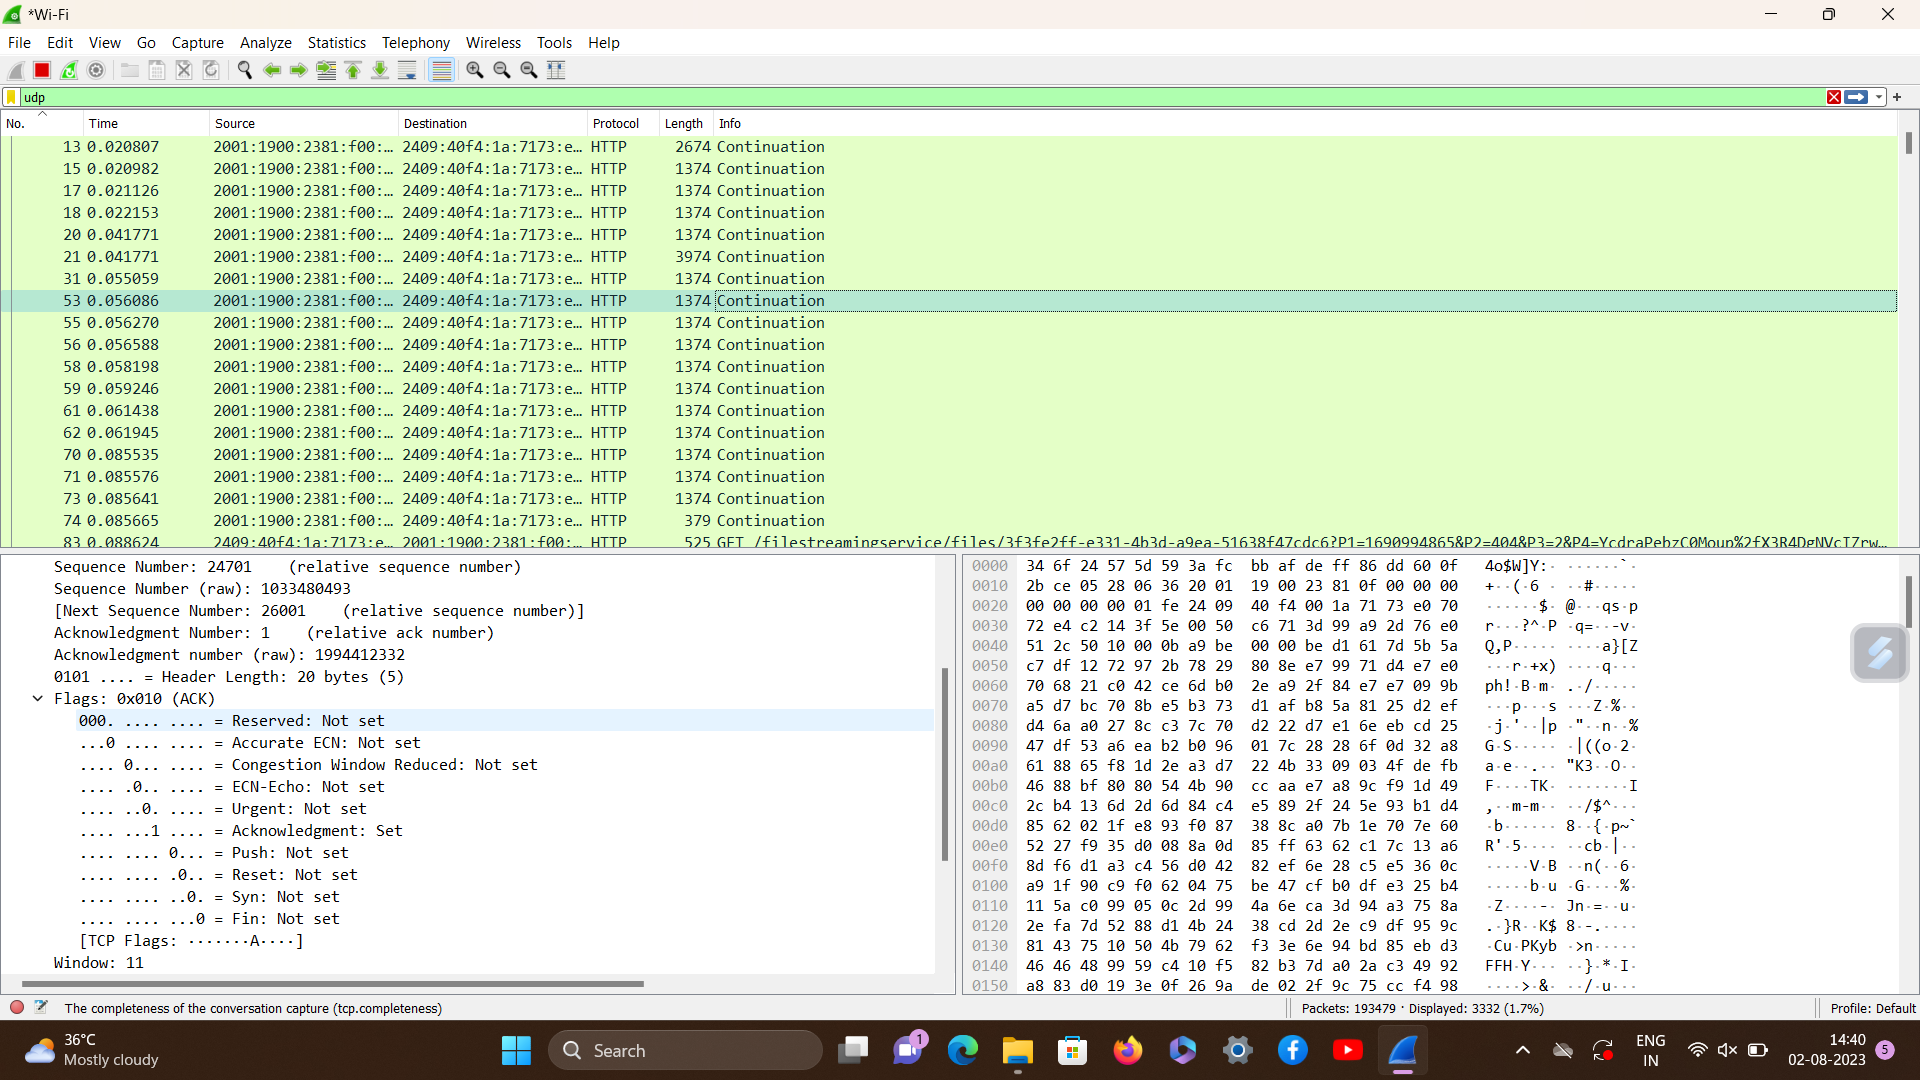 *Wi-Fi
File Edit View Go Capture Analyze Statistics Telephony Wireless Tools Help
udp
No. Time Source Destination Protocol Length Info
13 0.020807 2001:1900:2381:f00:… 2409:40f4:1a:7173:e… HTTP 2674 Continuation
15 0.020982 2001:1900:2381:f00:… 2409:40f4:1a:7173:e… HTTP 1374 Continuation
17 0.021126 2001:1900:2381:f00:… 2409:40f4:1a:7173:e… HTTP 1374 Continuation
18 0.022153 2001:1900:2381:f00:… 2409:40f4:1a:7173:e… HTTP 1374 Continuation
20 0.041771 2001:1900:2381:f00:… 2409:40f4:1a:7173:e… HTTP 1374 Continuation
21 0.041771 2001:1900:2381:f00:… 2409:40f4:1a:7173:e… HTTP 3974 Continuation
31 0.055059 2001:1900:2381:f00:… 2409:40f4:1a:7173:e… HTTP 1374 Continuation
53 0.056086 2001:1900:2381:f00:… 2409:40f4:1a:7173:e… HTTP 1374 Continuation
55 0.056270 2001:1900:2381:f00:… 2409:40f4:1a:7173:e… HTTP 1374 Continuation
56 0.056588 2001:1900:2381:f00:… 2409:40f4:1a:7173:e… HTTP 1374 Continuation
58 0.058198 2001:1900:2381:f00:… 2409:40f4:1a:7173:e… HTTP 1374 Continuation
59 0.059246 2001:1900:2381:f00:… 2409:40f4:1a:7173:e… HTTP 1374 Continuation
61 0.061438 2001:1900:2381:f00:… 2409:40f4:1a:7173:e… HTTP 1374 Continuation
62 0.061945 2001:1900:2381:f00:… 2409:40f4:1a:7173:e… HTTP 1374 Continuation
70 0.085535 2001:1900:2381:f00:… 2409:40f4:1a:7173:e… HTTP 1374 Continuation
71 0.085576 2001:1900:2381:f00:… 2409:40f4:1a:7173:e… HTTP 1374 Continuation
73 0.085641 2001:1900:2381:f00:… 2409:40f4:1a:7173:e… HTTP 1374 Continuation
74 0.085665 2001:1900:2381:f00:… 2409:40f4:1a:7173:e… HTTP 379 Continuation
83 0.088624 2409:40f4:1a:7173:e… 2001:1900:2381:f00:… HTTP 525 GET /filestreamingservice/files/3f3fe2ff-e331-4b3d-a9ea-51638f47cdc6?P1=1690994865&P2=404&P3=2&P4=YcdraPebzC0Moup%2fX3R4DgNVcIZrw…
Sequence Number: 24701 (relative sequence number)
Sequence Number (raw): 1033480493
[Next Sequence Number: 26001 (relative sequence number)]
Acknowledgment Number: 1 (relative ack number)
Acknowledgment number (raw): 1994412332
0101 .... = Header Length: 20 bytes (5)
Flags: 0x010 (ACK)
000. .... .... = Reserved: Not set
...0 .... .... = Accurate ECN: Not set
.... 0... .... = Congestion Window Reduced: Not set
.... .0.. .... = ECN-Echo: Not set
.... ..0. .... = Urgent: Not set
.... ...1 .... = Acknowledgment: Set
.... .... 0... = Push: Not set
.... .... .0.. = Reset: Not set
.... .... ..0. = Syn: Not set
.... .... ...0 = Fin: Not set
[TCP Flags: ·······A····]
Window: 11
0000 34 6f 24 57 5d 59 3a fc bb af de ff 86 dd 60 0f 4o$W]Y:· ······`·
0010 2b ce 05 28 06 36 20 01 19 00 23 81 0f 00 00 00 +··(·6 · ··#·····
0020 00 00 00 00 01 fe 24 09 40 f4 00 1a 71 73 e0 70 ······$· @···qs·p
0030 72 e4 c2 14 3f 5e 00 50 c6 71 3d 99 a9 2d 76 e0 r···?^·P ·q=··-v·
0040 51 2c 50 10 00 0b a9 be 00 00 be d1 61 7d 5b 5a Q,P····· ····a}[Z
0050 c7 df 12 72 97 2b 78 29 80 8e e7 99 71 d4 e7 e0 ···r·+x) ····q···
0060 70 68 21 c0 42 ce 6d b0 2e a9 2f 84 e7 e7 09 9b ph!·B·m· .·/·····
0070 a5 d7 bc 70 8b e5 b3 73 d1 af b8 5a 81 25 d2 ef ···p···s ···Z·%··
0080 d4 6a a0 27 8c c3 7c 70 d2 22 d7 e1 6e eb cd 25 ·j·'··|p ·"··n··%
0090 47 df 53 a6 ea b2 b0 96 01 7c 28 28 6f 0d 32 a8 G·S····· ·|((o·2·
00a0 61 88 65 f8 1d 2e a3 d7 22 4b 33 09 03 4f de fb a·e··.·· "K3··O··
00b0 46 88 bf 80 80 54 4b 90 cc aa e7 a8 9c f9 1d 49 F····TK· ·······I
00c0 2c b4 13 6d 2d 6d 84 c4 e5 89 2f 24 5e 93 b1 d4 ,··m-m·· ··/$^···
00d0 85 62 02 1f e8 93 f0 87 38 8c a0 7b 1e 70 7e 60 ·b······ 8··{·p~`
00e0 52 27 f9 35 d0 08 8a 0d 85 ff 63 62 c1 7c 13 a6 R'·5···· ··cb·|··
00f0 8d f6 d1 a3 c4 56 d0 42 82 ef 6e 28 c5 e5 36 0c ·····V·B ··n(··6·
0100 a9 1f 90 c9 f0 62 04 75 be 47 cf b0 df e3 25 b4 ·····b·u ·G····%·
0110 11 5a c0 99 05 0c 2d 99 4a 6e ca 3d 94 a3 75 8a ·Z····-· Jn·=··u·
0120 2e fa 7d 52 88 d1 4b 24 38 cd 2d 2e c9 df 95 9c .·}R··K$ 8·-.····
0130 81 43 75 10 50 4b 79 62 f3 3e 6e 94 bd 85 eb d3 ·Cu·PKyb ·>n·····
0140 46 46 48 99 59 c4 10 f5 82 b3 7d a0 2a c3 49 92 FFH·Y··· ··}·*·I·
0150 a8 83 d0 19 3e 0f 26 9a de 02 2f 9c 75 cc f4 98 ····>·&· ··/·u···
The completeness of the conversation capture (tcp.completeness)
Packets: 193479 · Displayed: 3332 (1.7%)
Profile: Default
36°C
Mostly cloudy
Search
1
ENG
IN
14:40
02-08-2023
5